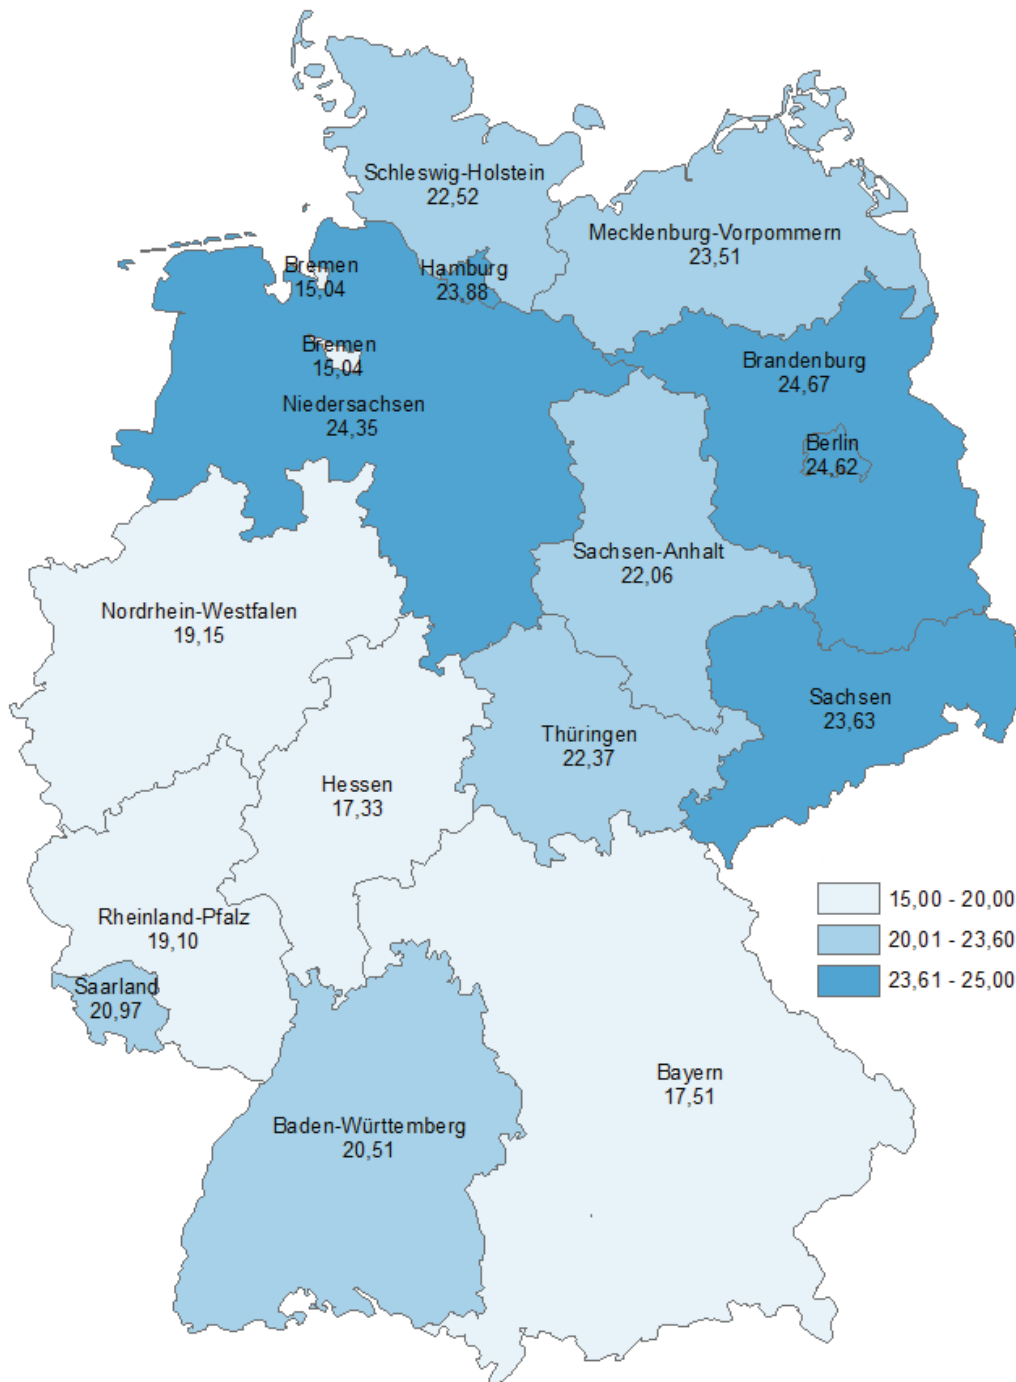 Schleswig-Holstein
22,52
Mecklenburg-Vorpommern
23,51
Bremen
15,04
Hamburg
23,88
Bremen
15,04
Brandenburg
24,67
Niedersachsen
24,35
Berlin
24,62
Sachsen-Anhalt
22,06
Nordrhein-Westfalen
19,15
Sachsen
23,63
Thüringen
22,37
Hessen
17,33
15,00 - 20,00
20,01 - 23,60
23,61 - 25,00
Rheinland-Pfalz
19,10
Saarland
20,97
Bayern
17,51
Baden-Württemberg
20,51